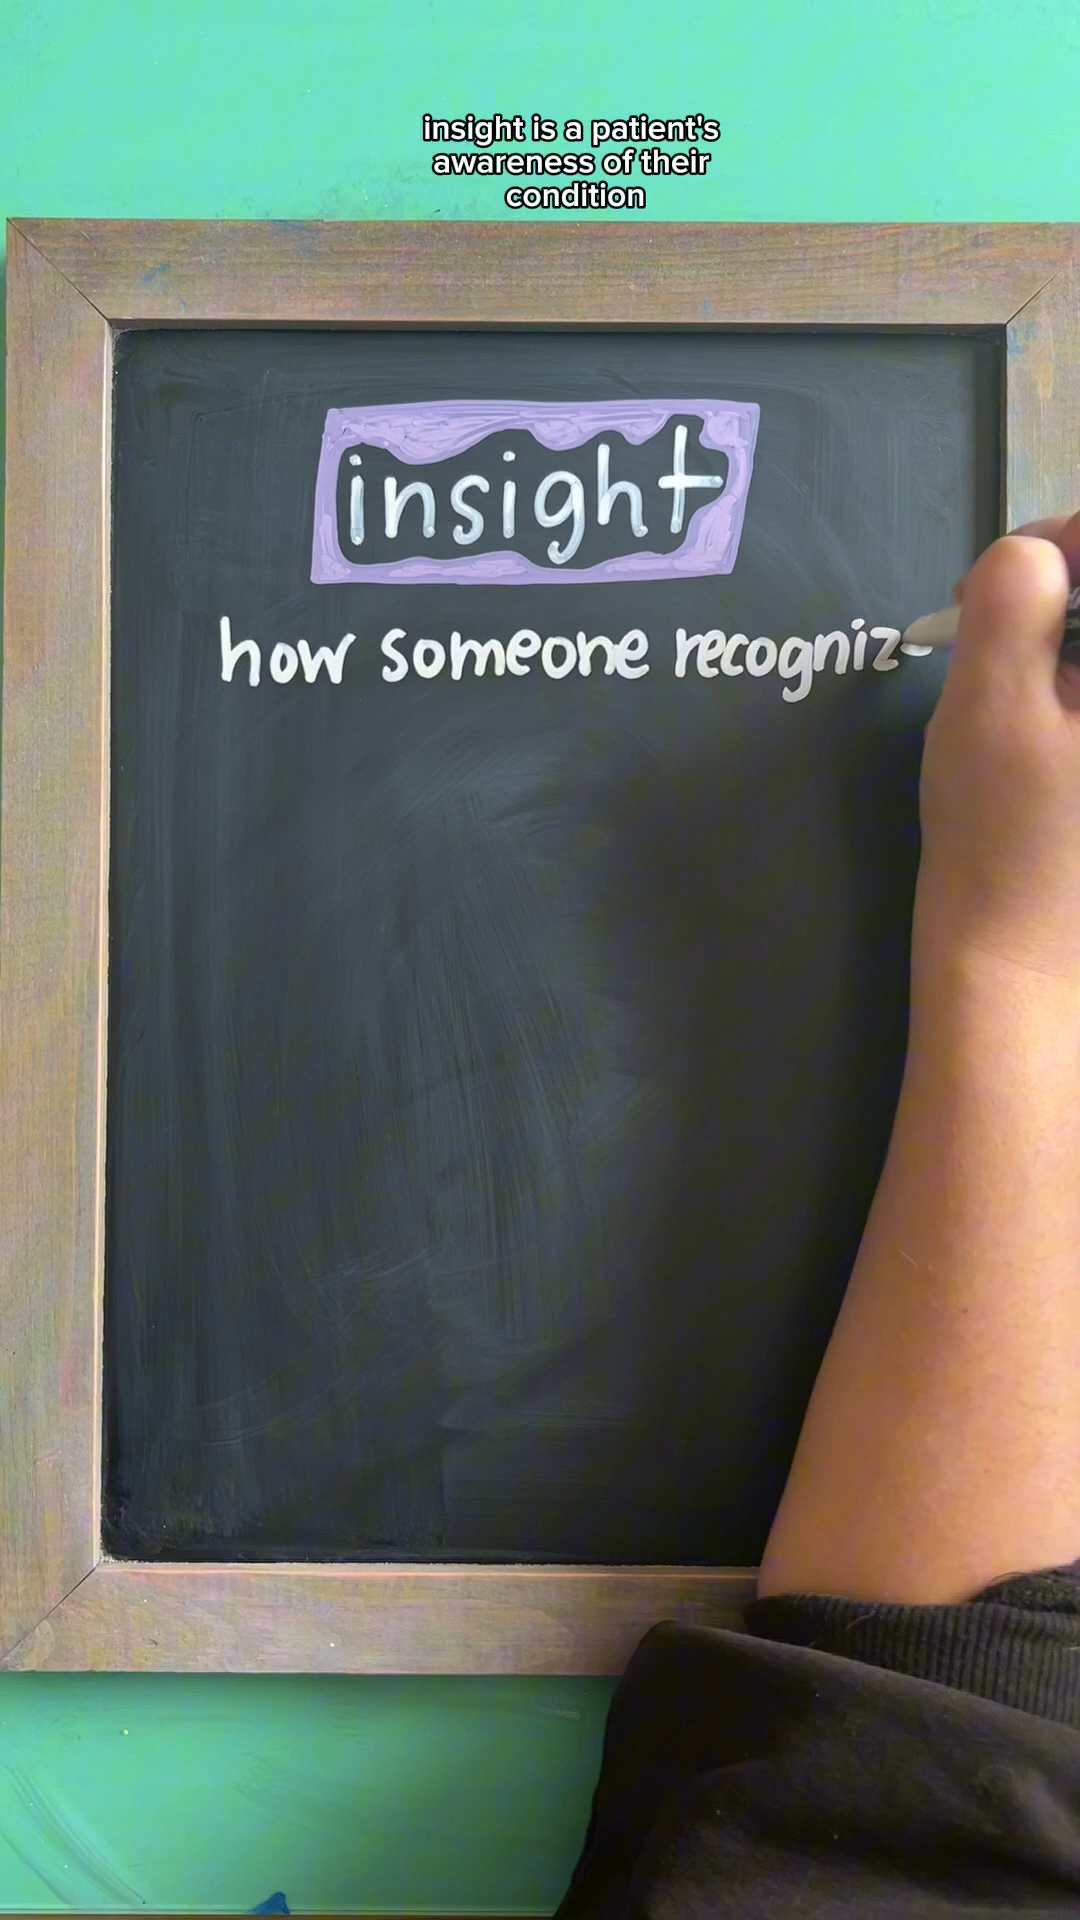 insight is a patient's
awareness of their
condition
insight
how someone recogniz